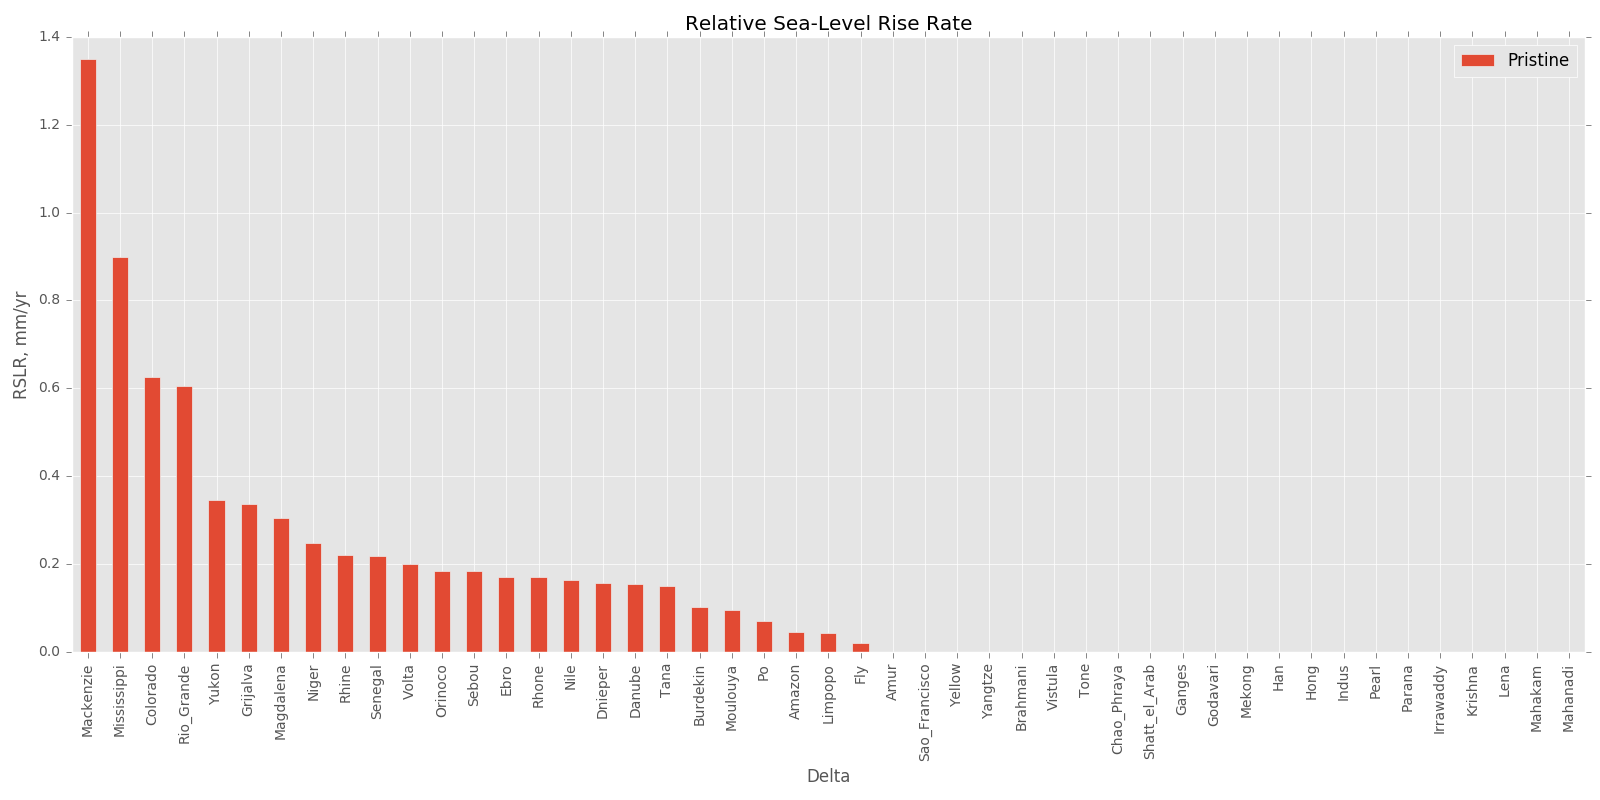 Relative Sea-Level Rise Rate
Pristine
RSLR, mm/yr
1.4
1.2
1.0
0.8
0.6
0.4
0.2
0.0
Mackenzie
Mississippi
Colorado
Rio_Grande
Yukon
Grijalva
Magdalena
Niger
Rhine
Senegal
Volta
Orinoco
Sebou
Ebro
Rhone
Nile
Dnieper
Danube
Tana
Burdekin
Moulouya
Po
Amazon
Limpopo
Fly
Amur
Sao_Francisco
Yellow
Yangtze
Brahmani
Vistula
Tone
Chao_Phraya
Shatt_el_Arab
Ganges
Godavari
Mekong
Han
Hong
Indus
Pearl
Parana
Irrawaddy
Krishna
Lena
Mahakam
Mahanadi
Delta